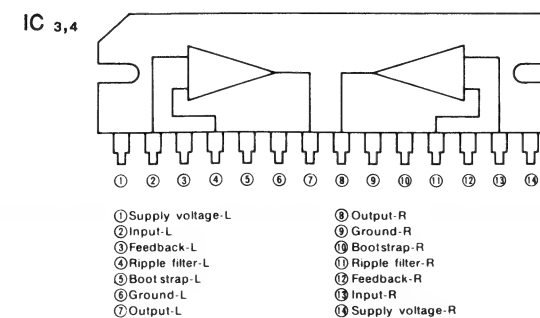 IC 3,4
① ② ③ ④ ⑤ ⑥ ⑦ ⑧ ⑨ ⑩ ⑪ ⑫ ⑬ ⑭
①Supply voltage-L
②Input-L
③Feedback-L
④Ripple filter-L
⑤Boot strap-L
⑥Ground-L
⑦Output-L
⑧Output-R
⑨Ground-R
⑩Bootstrap-R
⑪Ripple filter-R
⑫Feedback-R
⑬Input-R
⑭Supply voltage-R